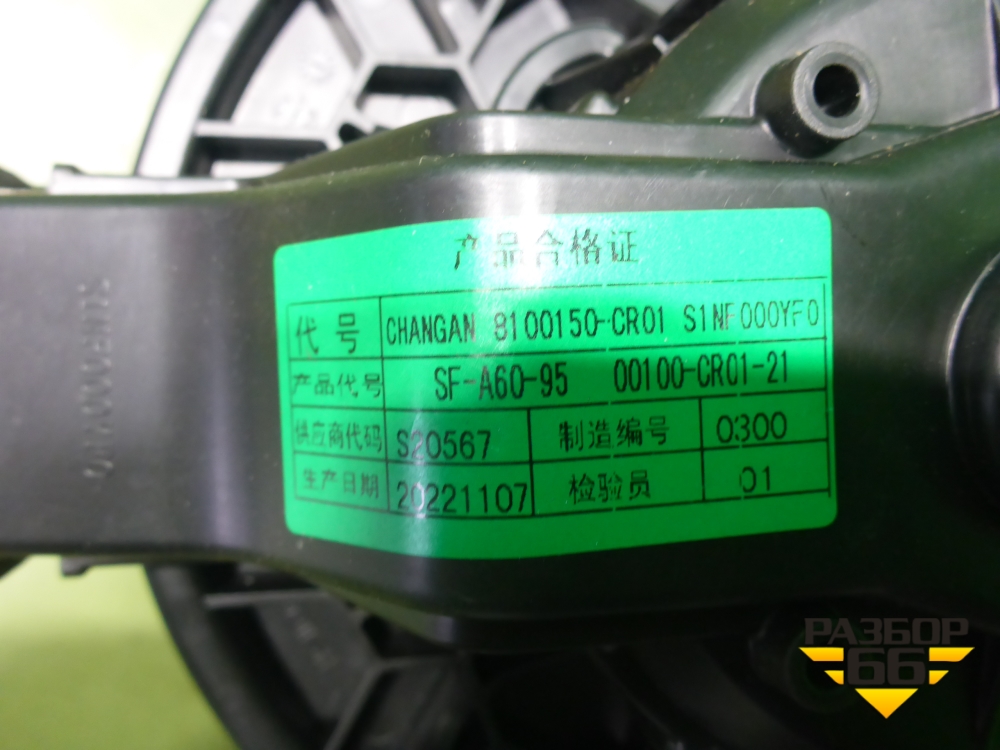 产品合格证
代号 CHANGAN 8100150-CR01 S1NF000YF0
产品代号 SF-A60-95 00100-CR01-21
供应商代码 S20567 制造编号 0300
生产日期 20221107 检验员 01
РАЗБОР
66